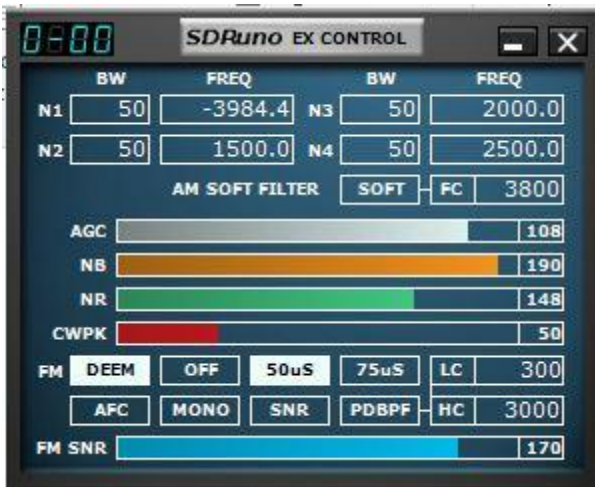 0-00 SDRuno EX CONTROL
BW FREQ BW FREQ
N1 50 -3984.4 N3 50 2000.0
N2 50 1500.0 N4 50 2500.0
AM SOFT FILTER SOFT FC 3800
AGC 108
NB 190
NR 148
CWPK 50
FM DEEM OFF 50uS 75uS LC 300
AFC MONO SNR PDBPF HC 3000
FM SNR 170